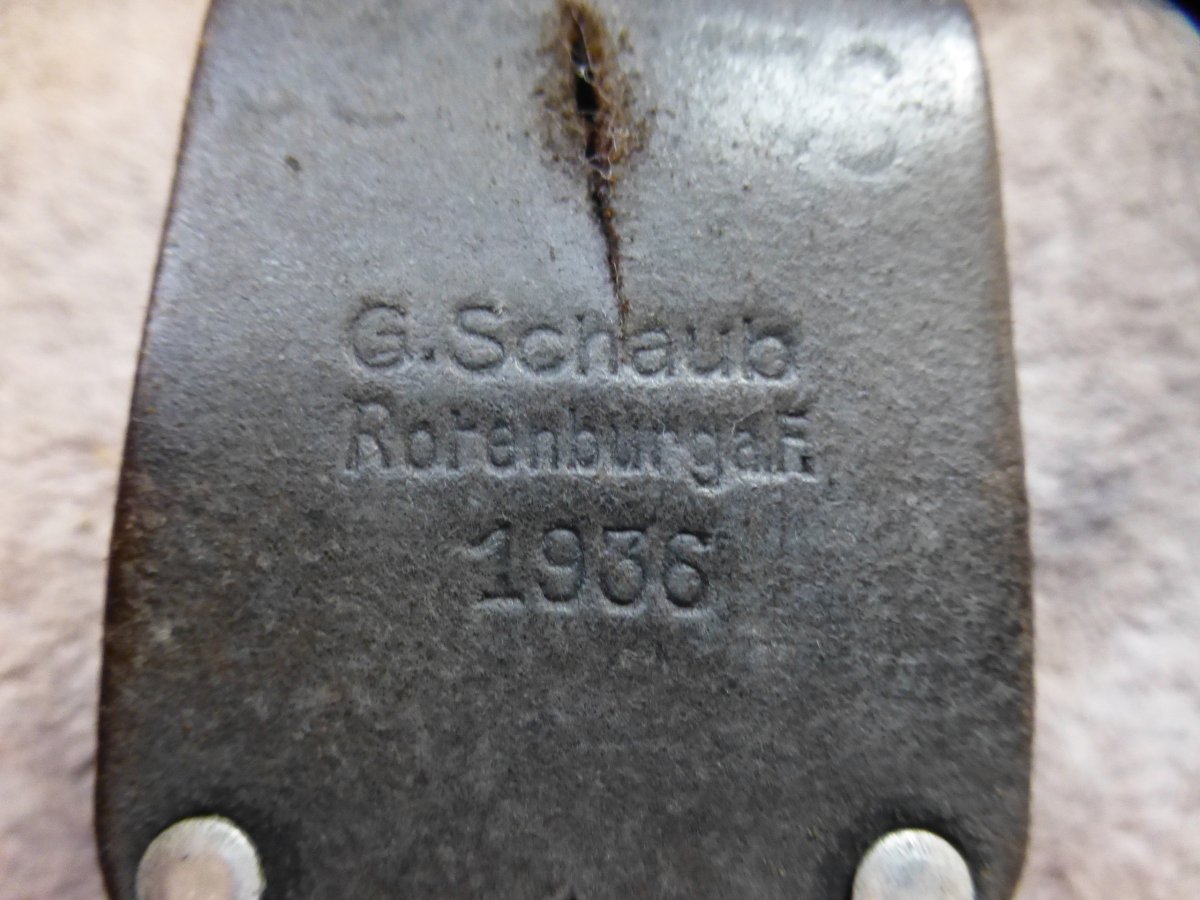 G. Schaub
Rotenburg a F.
1936